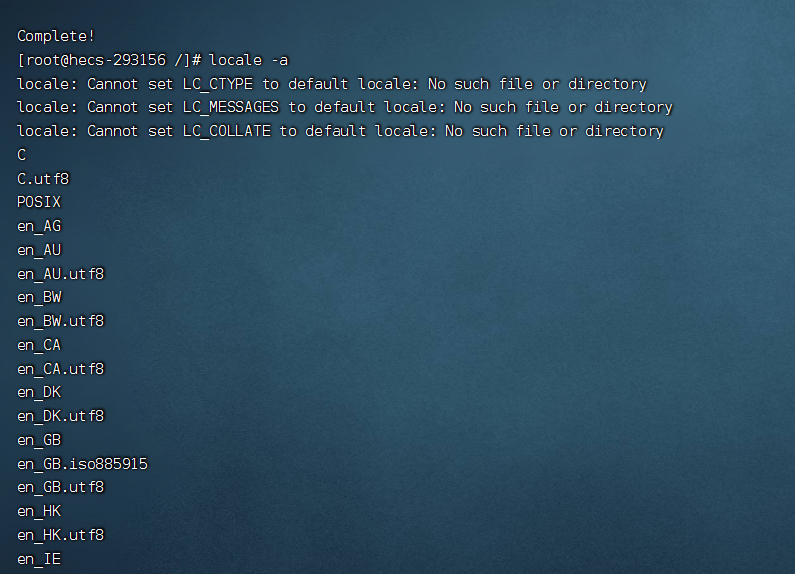 Complete!
[root@hecs-293156 /]# locale -a
locale: Cannot set LC_CTYPE to default locale: No such file or directory
locale: Cannot set LC_MESSAGES to default locale: No such file or directory
locale: Cannot set LC_COLLATE to default locale: No such file or directory
C
C.utf8
POSIX
en_AG
en_AU
en_AU.utf8
en_BW
en_BW.utf8
en_CA
en_CA.utf8
en_DK
en_DK.utf8
en_GB
en_GB.iso885915
en_GB.utf8
en_HK
en_HK.utf8
en_IE